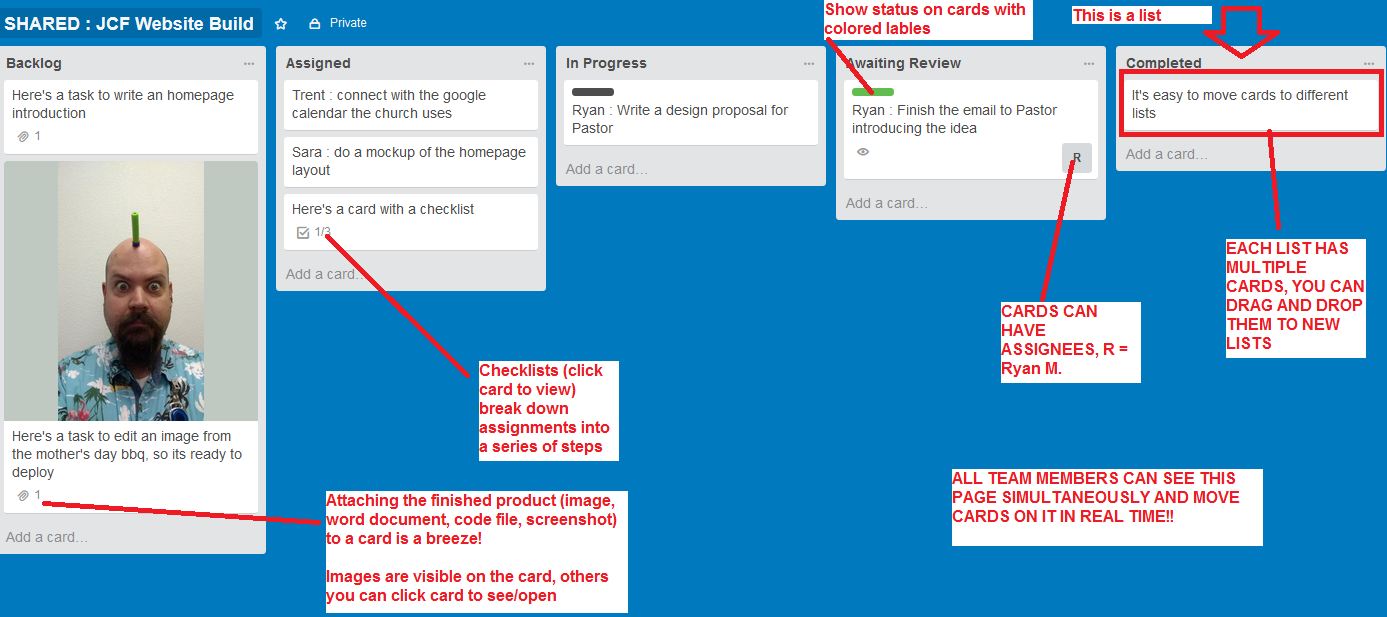 SHARED : JCF Website Build
Private
Show status on cards with
colored lables
This is a list
Backlog
Here's a task to write an homepage
introduction
1
Here's a task to edit an image from
the mother's day bbq, so its ready to
deploy
1
Add a card…
Assigned
Trent : connect with the google
calendar the church uses
Sara : do a mockup of the homepage
layout
Here's a card with a checklist
1/3
Add a card…
In Progress
Ryan : Write a design proposal for
Pastor
Add a card…
Awaiting Review
Ryan : Finish the email to Pastor
introducing the idea
R
Add a card…
Completed
It's easy to move cards to different
lists
Add a card…
EACH LIST HAS
MULTIPLE
CARDS, YOU CAN
DRAG AND DROP
THEM TO NEW
LISTS
CARDS CAN
HAVE
ASSIGNEES, R =
Ryan M.
Checklists (click
card to view)
break down
assignments into
a series of steps
ALL TEAM MEMBERS CAN SEE THIS
PAGE SIMULTANEOUSLY AND MOVE
CARDS ON IT IN REAL TIME!!
Attaching the finished product (image,
word document, code file, screenshot)
to a card is a breeze!
Images are visible on the card, others
you can click card to see/open